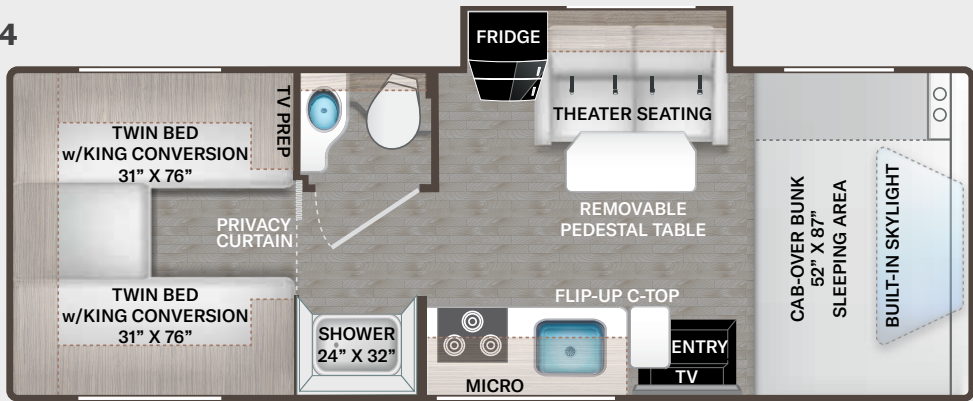 4
FRIDGE
THEATER SEATING
TV PREP
TWIN BED
w/KING CONVERSION
31” X 76”
PRIVACY
CURTAIN
REMOVABLE
PEDESTAL TABLE
CAB-OVER BUNK
52” X 87”
SLEEPING AREA
BUILT-IN SKYLIGHT
TWIN BED
w/KING CONVERSION
31” X 76”
FLIP-UP C-TOP
SHOWER
24” X 32”
ENTRY
TV
MICRO